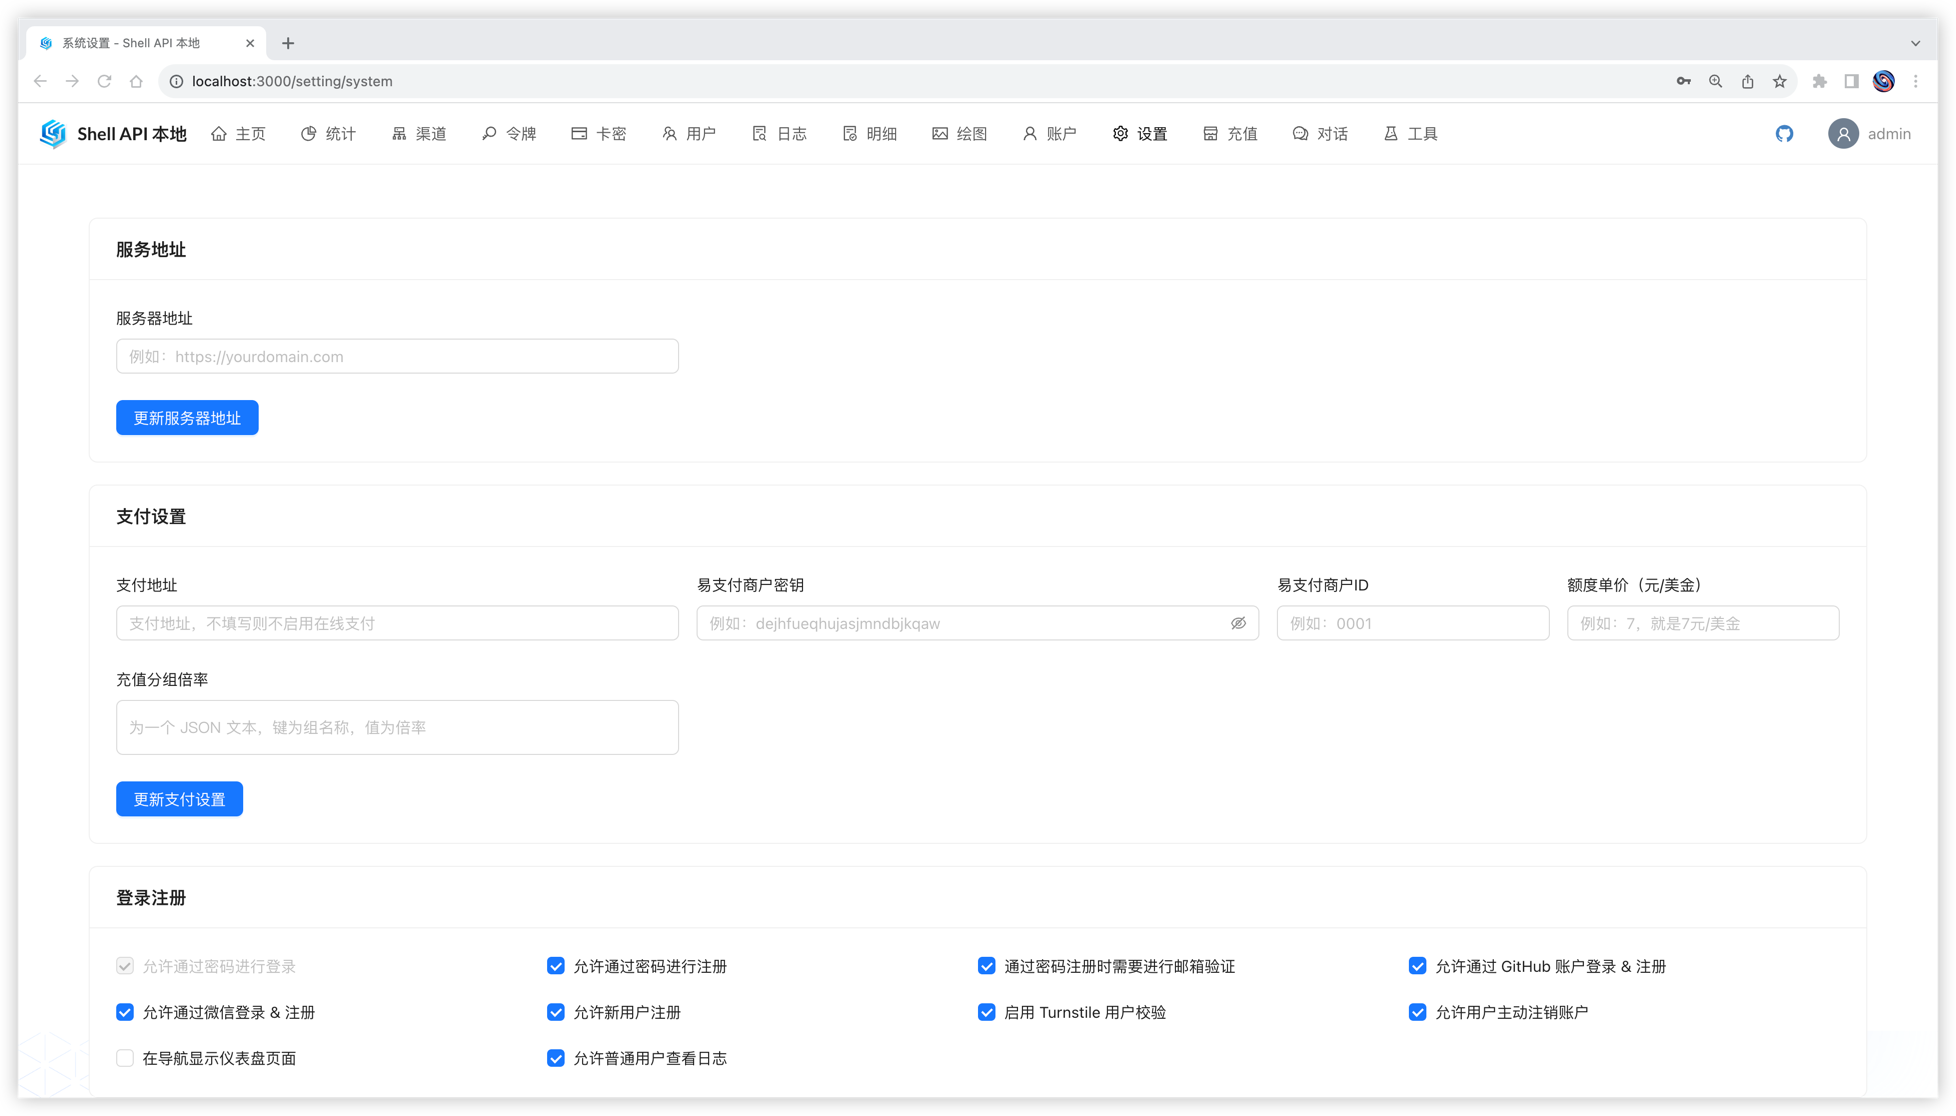 系统设置 - Shell API 本地
localhost:3000/setting/system
Shell API 本地 主页 统计 渠道 令牌 卡密 用户 日志 明细 绘图 账户 设置 充值 对话 工具 admin
服务地址
服务器地址
例如：https://yourdomain.com
更新服务器地址
支付设置
支付地址 易支付商户密钥 易支付商户ID 额度单价（元/美金）
支付地址，不填写则不启用在线支付 例如：dejhfueqhujasjmndbjkqaw 例如：0001 例如：7，就是7元/美金
充值分组倍率
为一个 JSON 文本，键为组名称，值为倍率
更新支付设置
登录注册
允许通过密码进行登录 允许通过密码进行注册 通过密码注册时需要进行邮箱验证 允许通过 GitHub 账户登录 & 注册
允许通过微信登录 & 注册 允许新用户注册 启用 Turnstile 用户校验 允许用户主动注销账户
在导航显示仪表盘页面 允许普通用户查看日志